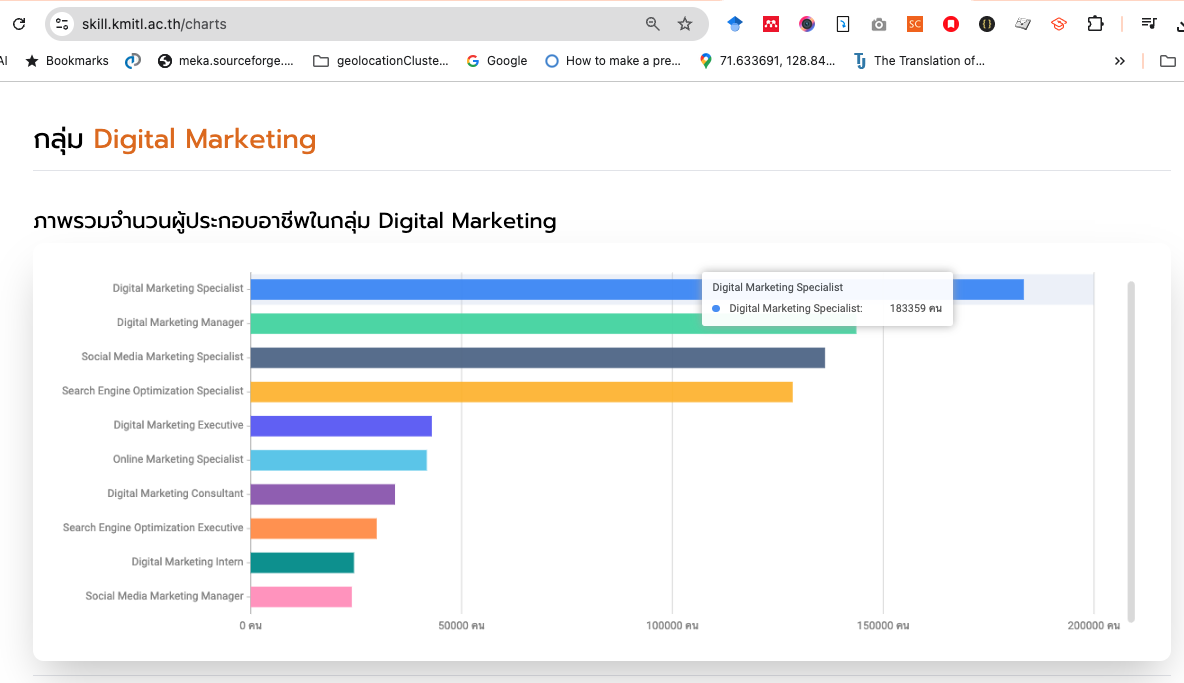 skill.kmitl.ac.th/charts
AI Bookmarks meka.sourceforge.... geolocationCluste... Google How to make a pre... 71.633691, 128.84... The Translation of...
กลุ่ม Digital Marketing
ภาพรวมจำนวนผู้ประกอบอาชีพในกลุ่ม Digital Marketing
Digital Marketing Specialist
Digital Marketing Specialist
Digital Marketing Specialist: 183359 คน
Digital Marketing Manager
Social Media Marketing Specialist
Search Engine Optimization Specialist
Digital Marketing Executive
Online Marketing Specialist
Digital Marketing Consultant
Search Engine Optimization Executive
Digital Marketing Intern
Social Media Marketing Manager
0 คน 50000 คน 100000 คน 150000 คน 200000 คน